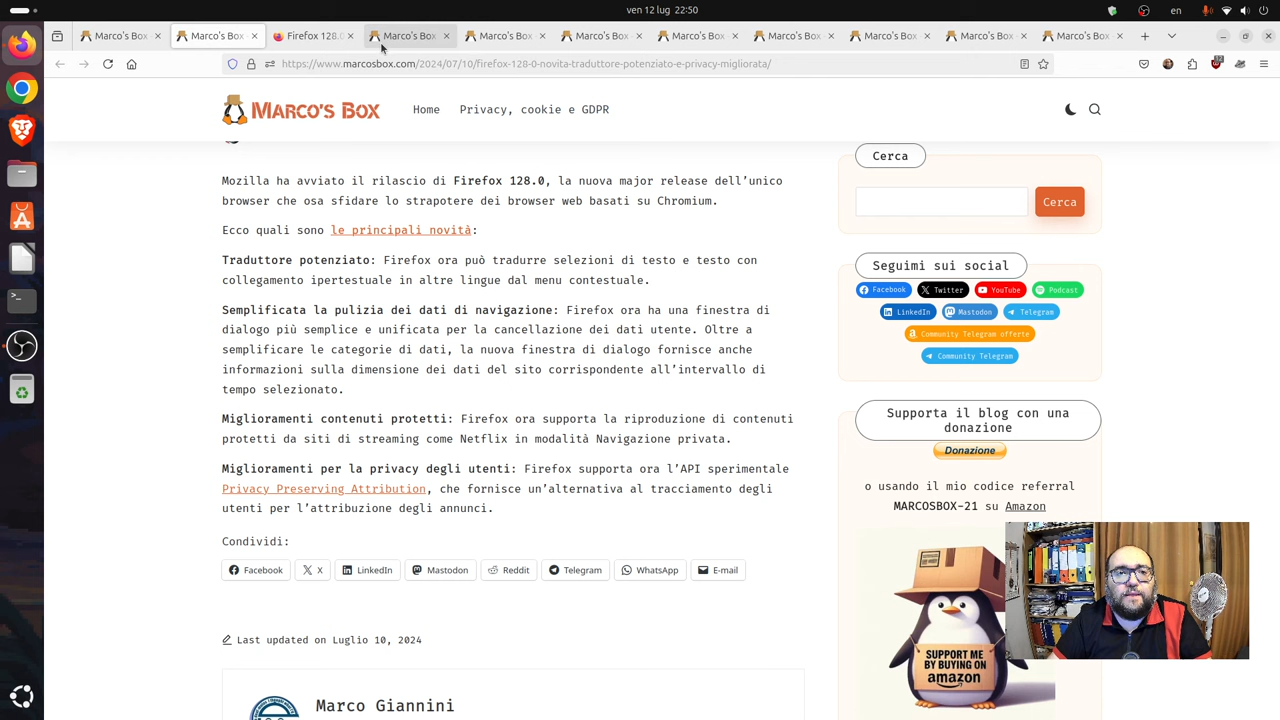 ven 12 lug 22:50
en
Marco's Box
Marco's Box
Firefox 128.0
Marco's Box
Marco's Box
Marco's Box
Marco's Box
Marco's Box
Marco's Box
Marco's Box
Marco's Box
https://www.marcosbox.com/2024/07/10/firefox-128-0-novita-traduttore-potenziato-e-privacy-migliorata/
MARCO'S BOX
Home
Privacy, cookie e GDPR
Mozilla ha avviato il rilascio di Firefox 128.0, la nuova major release dell'unico
browser che osa sfidare lo strapotere dei browser web basati su Chromium.
Ecco quali sono le principali novità:
Traduttore potenziato: Firefox ora può tradurre selezioni di testo e testo con
collegamento ipertestuale in altre lingue dal menu contestuale.
Semplificata la pulizia dei dati di navigazione: Firefox ora ha una finestra di
dialogo più semplice e unificata per la cancellazione dei dati utente. Oltre a
semplificare le categorie di dati, la nuova finestra di dialogo fornisce anche
informazioni sulla dimensione dei dati del sito corrispondente all'intervallo di
tempo selezionato.
Miglioramenti contenuti protetti: Firefox ora supporta la riproduzione di contenuti
protetti da siti di streaming come Netflix in modalità Navigazione privata.
Miglioramenti per la privacy degli utenti: Firefox supporta ora l'API sperimentale
Privacy Preserving Attribution, che fornisce un'alternativa al tracciamento degli
utenti per l'attribuzione degli annunci.
Condividi:
Facebook
X
LinkedIn
Mastodon
Reddit
Telegram
WhatsApp
E-mail
Last updated on Luglio 10, 2024
Marco Giannini
Cerca
Cerca
Seguimi sui social
Facebook
Twitter
YouTube
Podcast
LinkedIn
Mastodon
Telegram
Community Telegram offerte
Community Telegram
Supporta il blog con una
donazione
Donazione
o usando il mio codice referral
MARCOSBOX-21 su Amazon
SUPPORT ME
BY BUYING ON
amazon